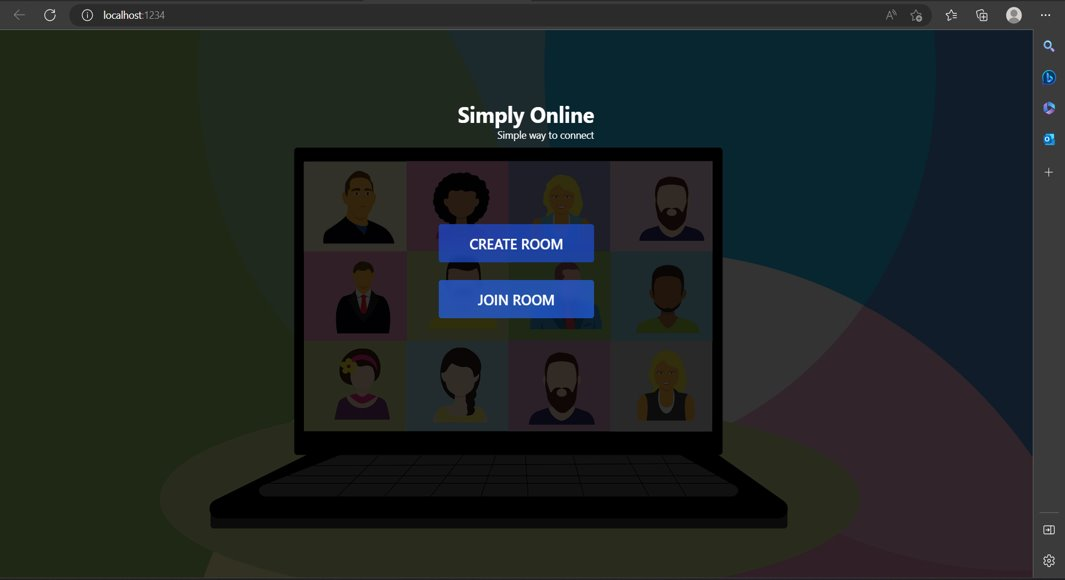 localhost:1234
Simply Online
Simple way to connect
CREATE ROOM
JOIN ROOM